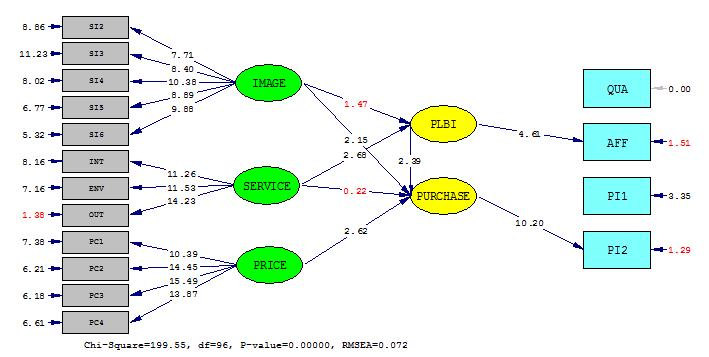 8.86 SI2
11.23 SI3
8.02 SI4
6.77 SI5
5.32 SI6
8.16 INT
7.16 ENV
1.38 OUT
7.38 PC1
6.21 PC2
6.18 PC3
6.61 PC4
7.71
8.40
10.38
8.89
9.88
11.26
11.53
14.23
10.39
14.45
15.49
13.87
IMAGE
SERVICE
PRICE
1.47
2.15
2.68
0.22
2.62
PLBI
2.39
PURCHASE
4.61
10.20
QUA 0.00
AFF 1.51
PI1 3.35
PI2 1.29
Chi-Square=199.55, df=96, P-value=0.00000, RMSEA=0.072